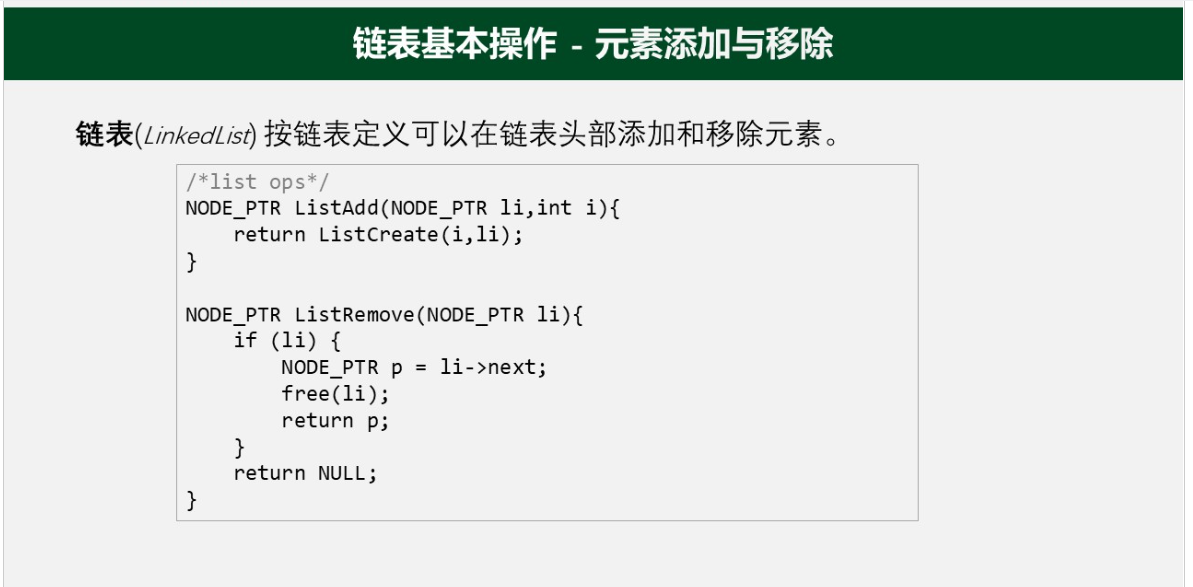 链表基本操作 - 元素添加与移除
链表(LinkedList) 按链表定义可以在链表头部添加和移除元素。
/*list ops*/
NODE_PTR ListAdd(NODE_PTR li,int i){
    return ListCreate(i,li);
}

NODE_PTR ListRemove(NODE_PTR li){
    if (li) {
        NODE_PTR p = li->next;
        free(li);
        return p;
    }
    return NULL;
}